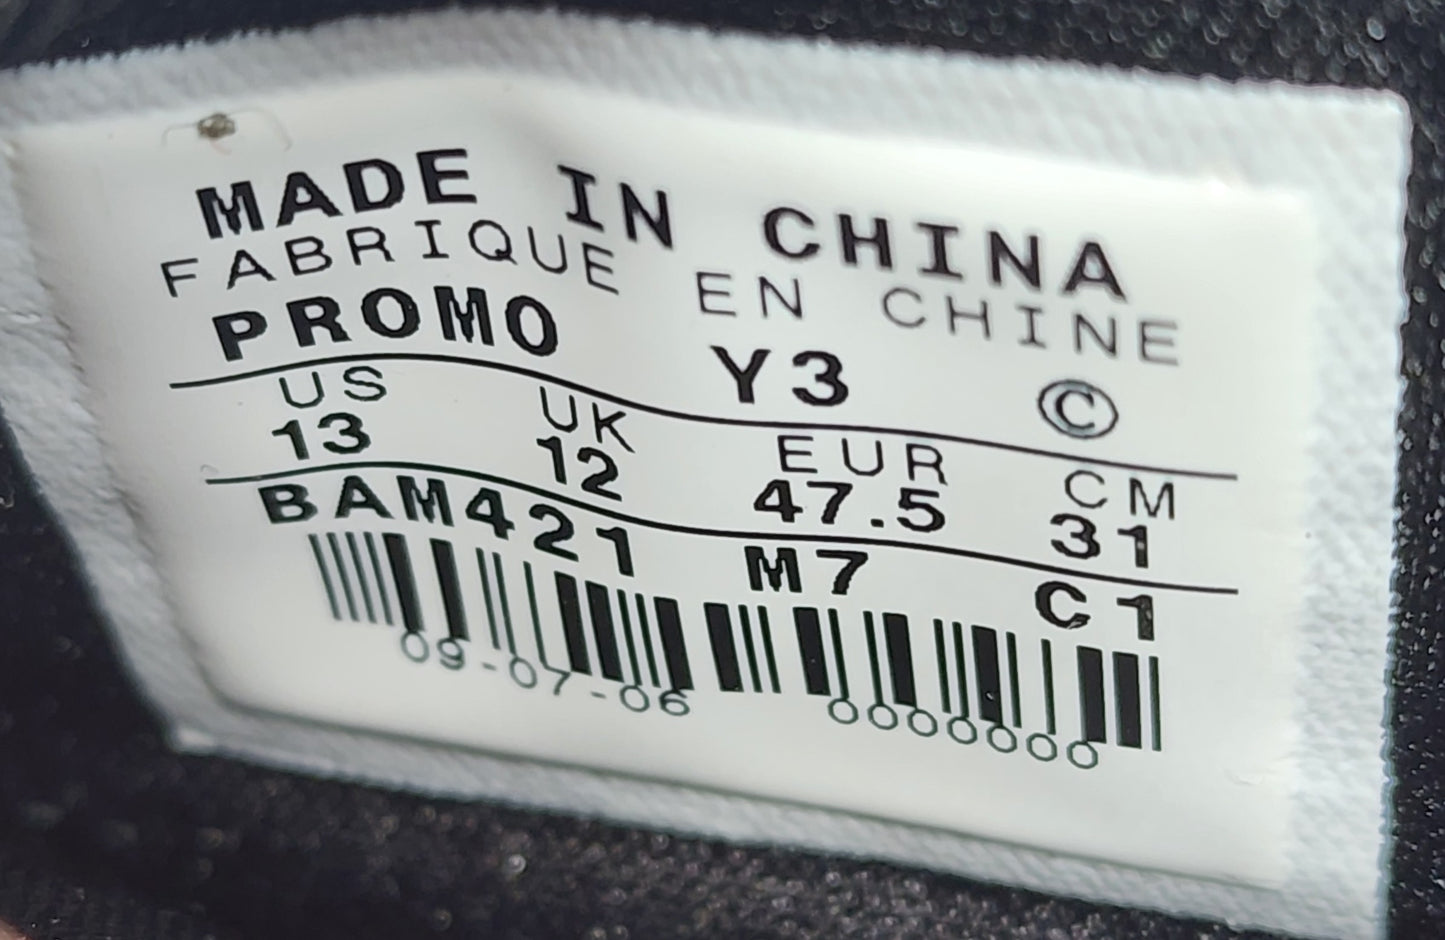 MADE IN CHINA
FABRIQUE EN CHINE
PROMO Y3 ©
US UK EUR CM
13 12 47.5 31
BAM421 M7 C1
09-07-06 0000000